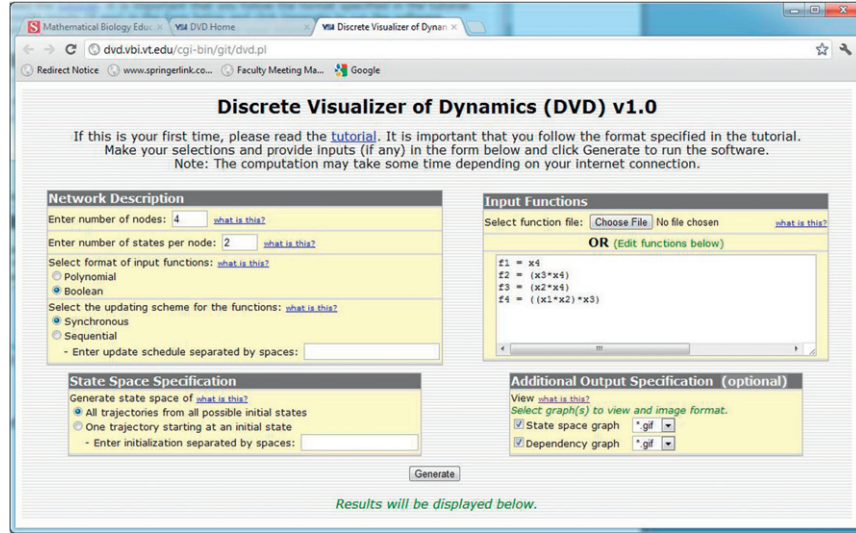 Mathematical Biology Educ
VBI DVD Home
VBI Discrete Visualizer of Dynan
dvd.vbi.vt.edu/cgi-bin/git/dvd.pl
Redirect Notice www.springerlink.co... Faculty Meeting Ma... Google
Discrete Visualizer of Dynamics (DVD) v1.0
If this is your first time, please read the tutorial. It is important that you follow the format specified in the tutorial.
Make your selections and provide inputs (if any) in the form below and click Generate to run the software.
Note: The computation may take some time depending on your internet connection.
Network Description
Enter number of nodes: 4 what is this?
Enter number of states per node: 2 what is this?
Select format of input functions: what is this?
Polynomial
Boolean
Select the updating scheme for the functions: what is this?
Synchronous
Sequential
- Enter update schedule separated by spaces:
Input Functions
Select function file: Choose File No file chosen what is this?
OR (Edit functions below)
f1 = x4
f2 = (x3*x4)
f3 = (x2*x4)
f4 = ((x1*x2)*x3)
State Space Specification
Generate state space of what is this?
All trajectories from all possible initial states
One trajectory starting at an initial state
- Enter initialization separated by spaces:
Additional Output Specification (optional)
View what is this?
Select graph(s) to view and image format.
State space graph *.gif
Dependency graph *.gif
Generate
Results will be displayed below.